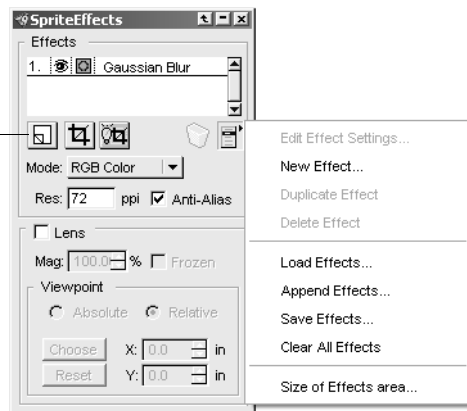 SpriteEffects
Effects
1. Gaussian Blur
Mode: RGB Color
Res: 72 ppi Anti-Alias
Lens
Mag: 100.0 % Frozen
Viewpoint
Absolute Relative
Choose X: 0.0 in
Reset Y: 0.0 in
Edit Effect Settings...
New Effect...
Duplicate Effect
Delete Effect
Load Effects...
Append Effects...
Save Effects...
Clear All Effects
Size of Effects area...